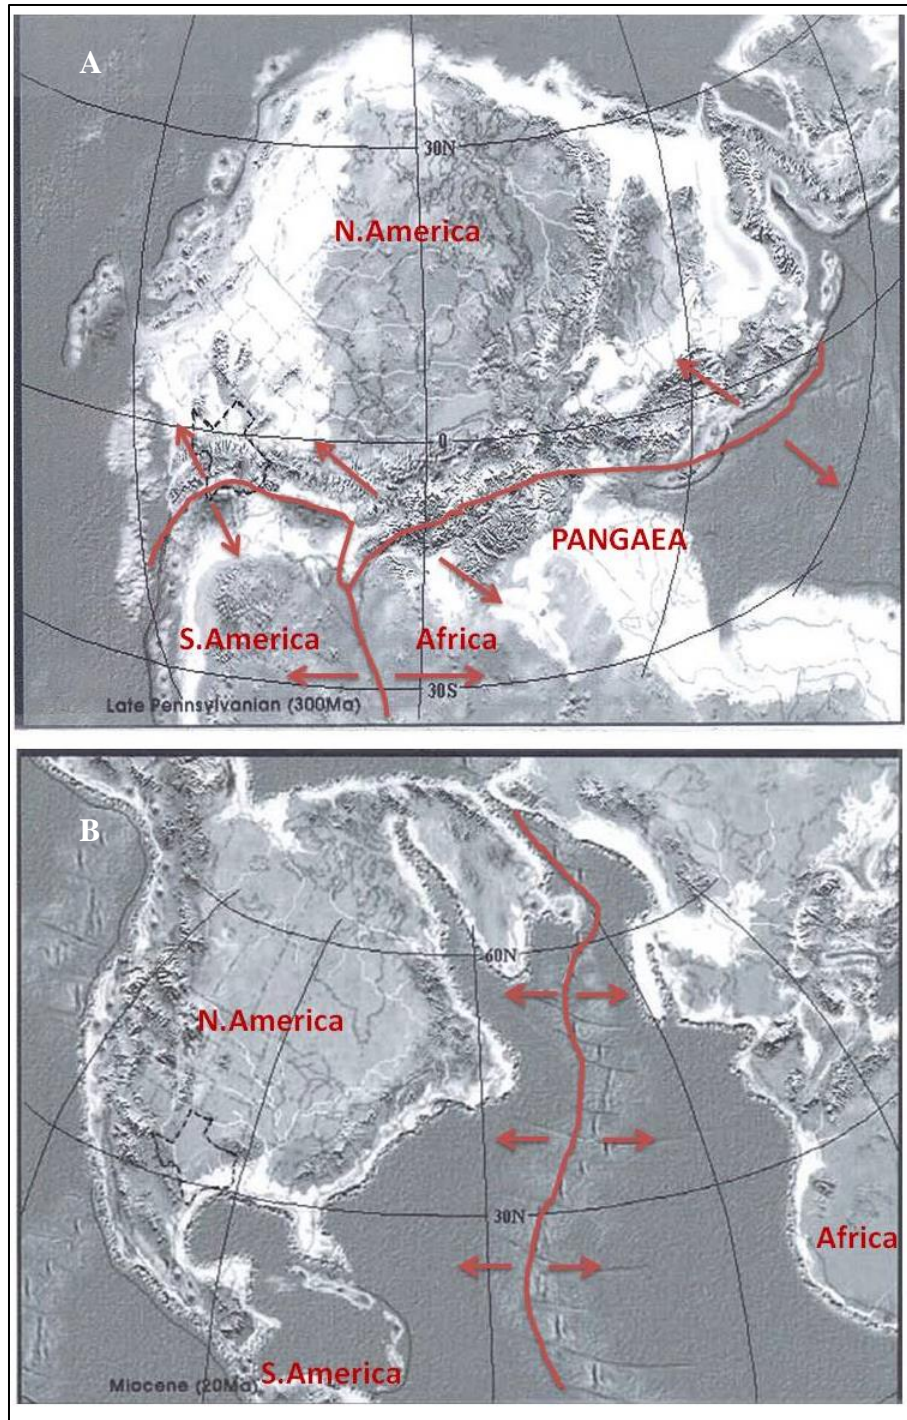 A
30N
N.America
0
PANGAEA
S.America
Africa
30S
Late Pennsylvanian (300Ma)
B
60N
N.America
30N
Africa
S.America
Miocene (20Ma)